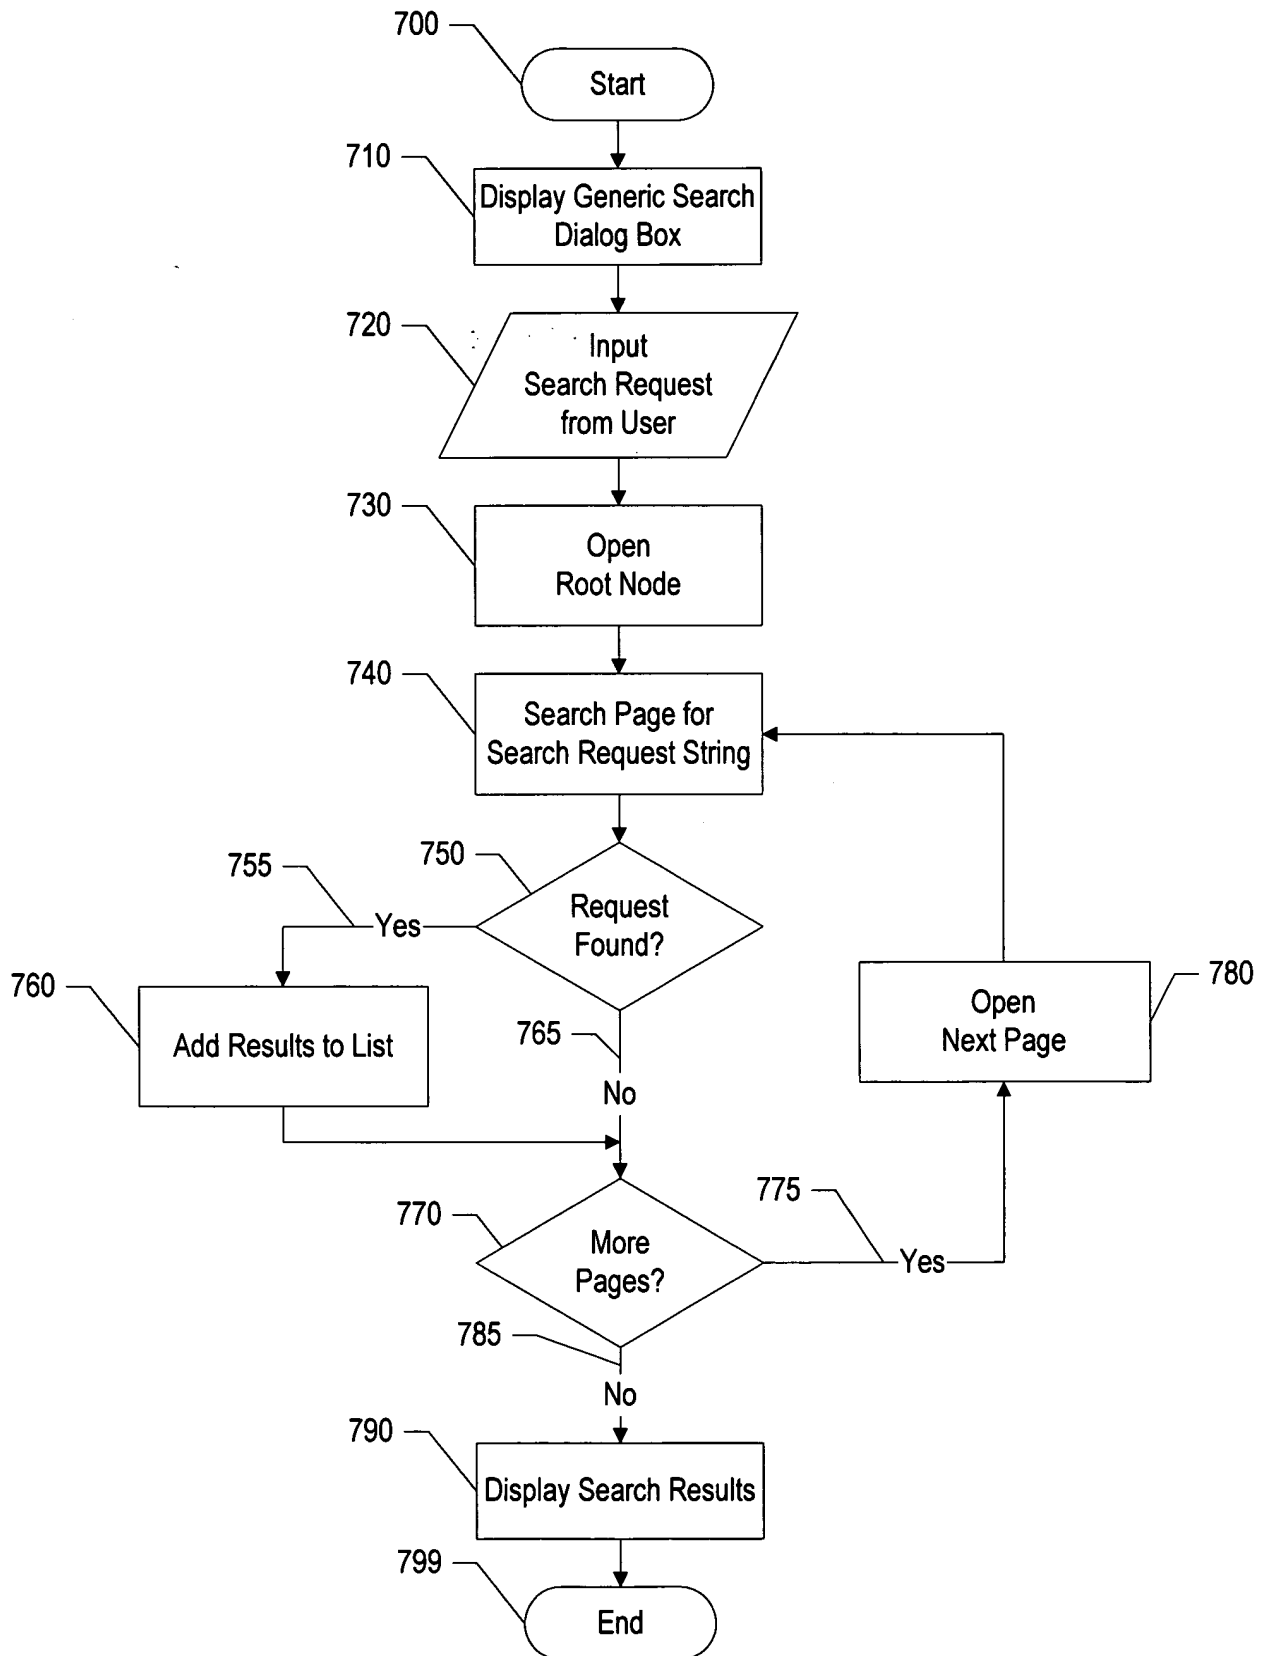 700
Start
710
Display Generic Search
Dialog Box
720
Input
Search Request
from User
730
Open
Root Node
740
Search Page for
Search Request String
750
755
Yes
Request
Found?
760
Add Results to List
765
No
780
Open
Next Page
770
More
Pages?
775
Yes
785
No
790
Display Search Results
799
End